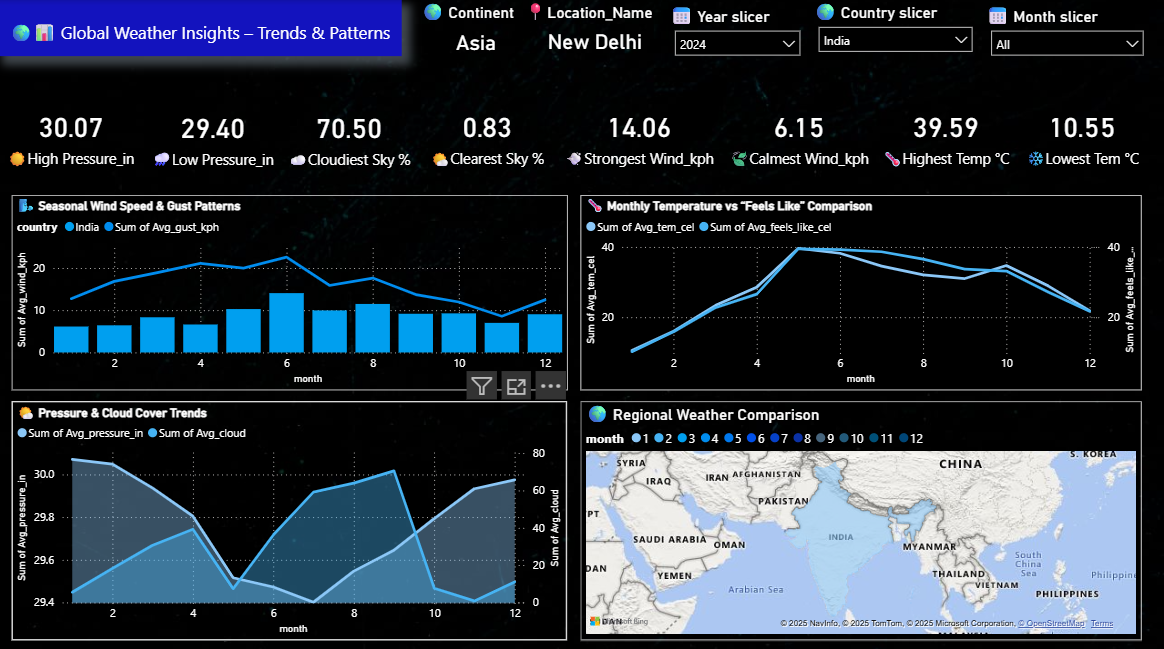 Global Weather Insights – Trends & Patterns
Continent
Asia
Location_Name
New Delhi
Year slicer
2024
Country slicer
India
Month slicer
All
30.07
High Pressure_in
29.40
Low Pressure_in
70.50
Cloudiest Sky %
0.83
Clearest Sky %
14.06
Strongest Wind_kph
6.15
Calmest Wind_kph
39.59
Highest Temp °C
10.55
Lowest Tem °C
Seasonal Wind Speed & Gust Patterns
country India Sum of Avg_gust_kph
Sum of Avg_wind_kph
20
10
0
2 4 6 8 10 12
month
Monthly Temperature vs “Feels Like” Comparison
Sum of Avg_tem_cel Sum of Avg_feels_like_cel
Sum of Avg_tem_cel
40
20
40
20
Sum of Avg_feels_like_...
2 4 6 8 10 12
month
Pressure & Cloud Cover Trends
Sum of Avg_pressure_in Sum of Avg_cloud
Sum of Avg_pressure_in
30.0
29.8
29.6
29.4
80
60
40
20
0
Sum of Avg_cloud
2 4 6 8 10 12
month
Regional Weather Comparison
month 1 2 3 4 5 6 7 8 9 10 11 12
S. KOREA
SYRIA
CHINA
IRAQ
IRAN
AFGHANISTAN
PAKISTAN
PT
SAUDI ARABIA
OMAN
INDIA
MYANMAR
DAN
YEMEN
Arabian Sea
THAILAND
VIETNAM
South
China
Sea
Philippine
PHILIPPINES
© 2025 NavInfo, © 2025 TomTom, © 2025 Microsoft Corporation, © OpenStreetMap Terms